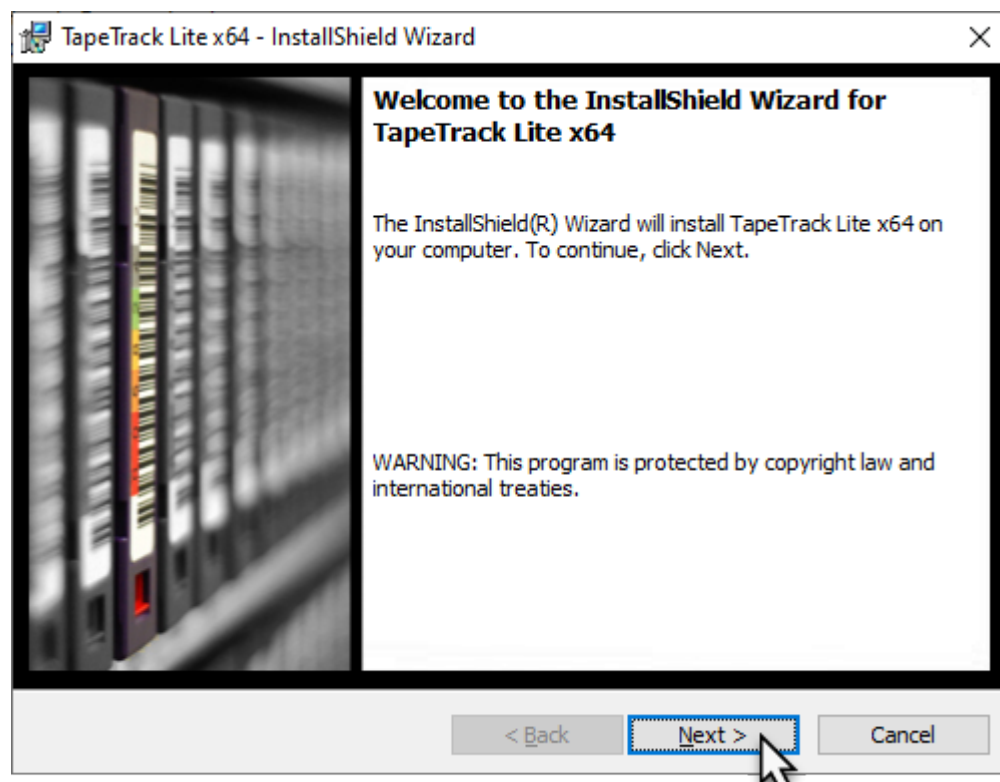 TapeTrack Lite x64 - InstallShield Wizard
Welcome to the InstallShield Wizard for
TapeTrack Lite x64
The InstallShield(R) Wizard will install TapeTrack Lite x64 on
your computer. To continue, click Next.
WARNING: This program is protected by copyright law and
international treaties.
< Back
Next >
Cancel